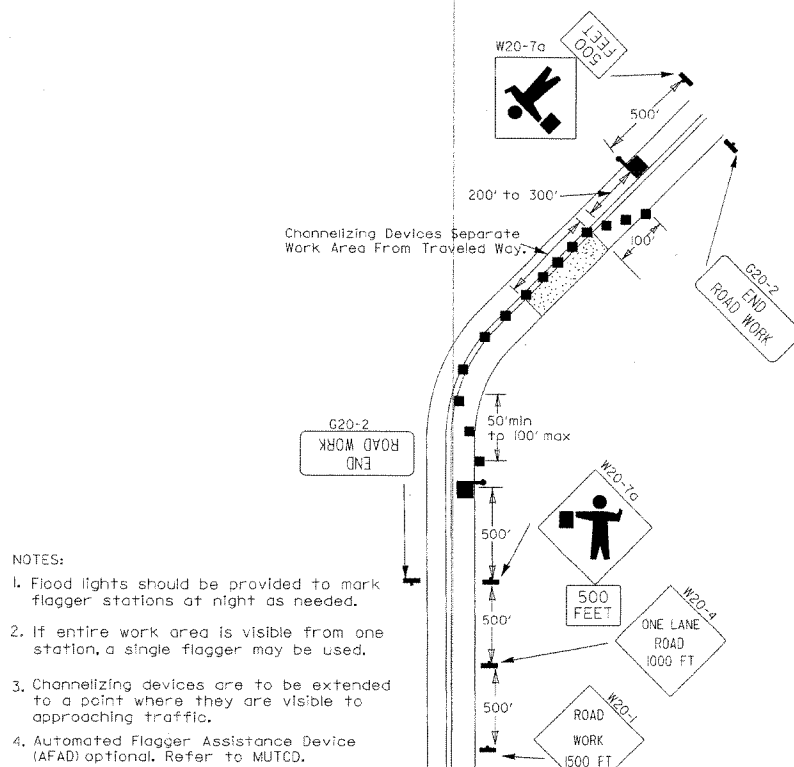 W20-7a
500
FEET
500'
200' to 300'
Channelizing Devices Separate
Work Area From Traveled Way.
100'
G20-2
END
ROAD WORK
G20-2
END
ROAD WORK
50'min
to 100' max
W20-7a
500'
500
FEET
NOTES:
1. Flood lights should be provided to mark
flagger stations at night as needed.
2. If entire work area is visible from one
station, a single flagger may be used.
3. Channelizing devices are to be extended
to a point where they are visible to
approaching traffic.
4. Automated Flagger Assistance Device
(AFAD) optional. Refer to MUTCD.
500'
W20-4
ONE LANE
ROAD
1000 FT
500'
W20-1
ROAD
WORK
1500 FT